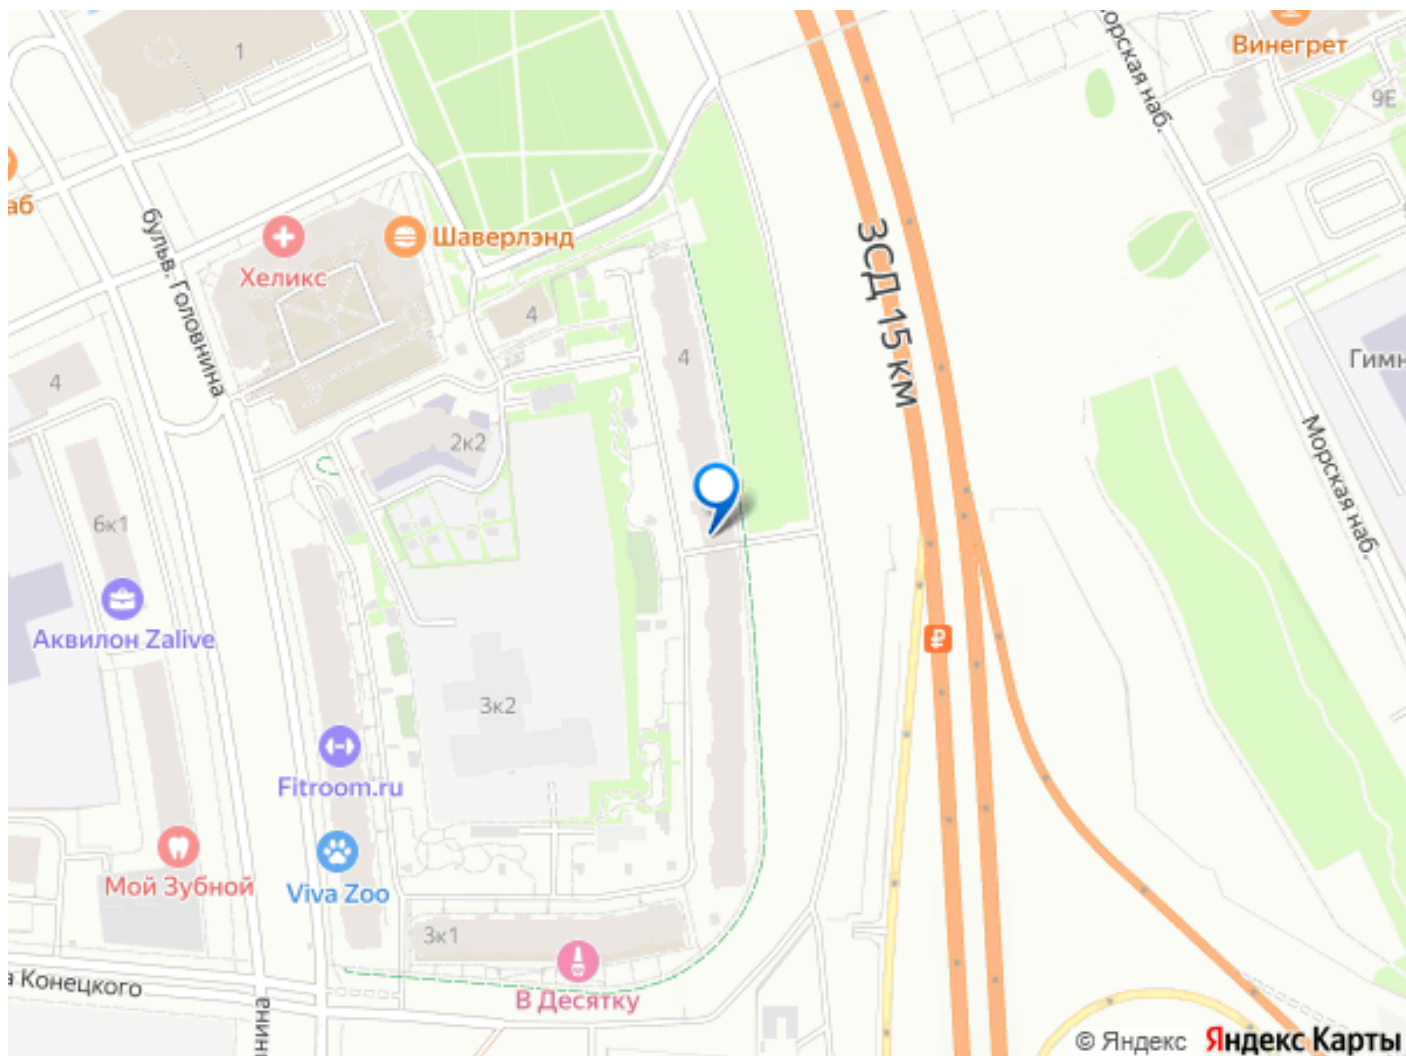 1
Винегрет
орская наб.
9Е
аб
бульв. Головнина
Хеликс
Шаверлэнд
ЗСД 15 км
4
4
4
Гимн
2к2
Морская наб.
6к1
Аквилон Zalive
3к2
Fitroom.ru
Мой Зубной
Viva Zoo
3к1
В Десятку
а Конецкого
внина
© Яндекс Яндекс Карты